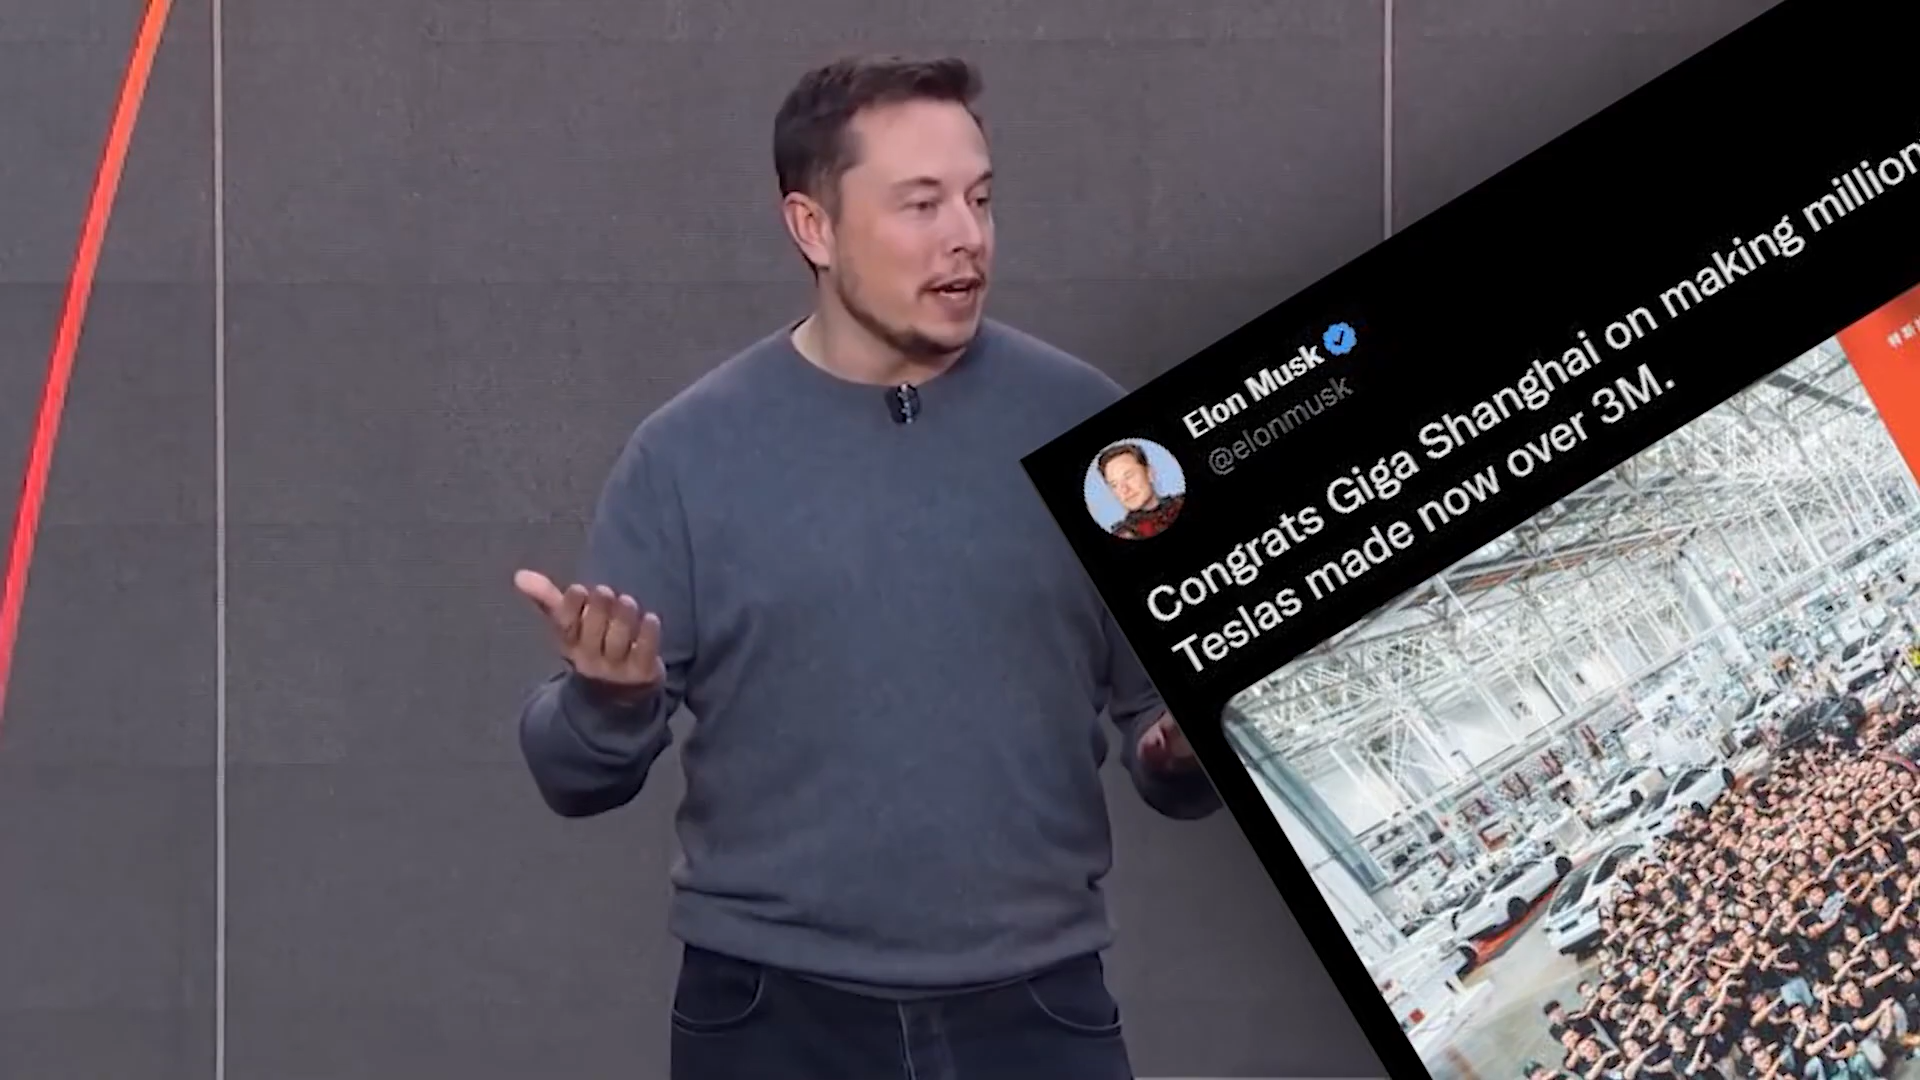 Elon Musk
@elonmusk
Congrats Giga Shanghai on making million
Teslas made now over 3M.